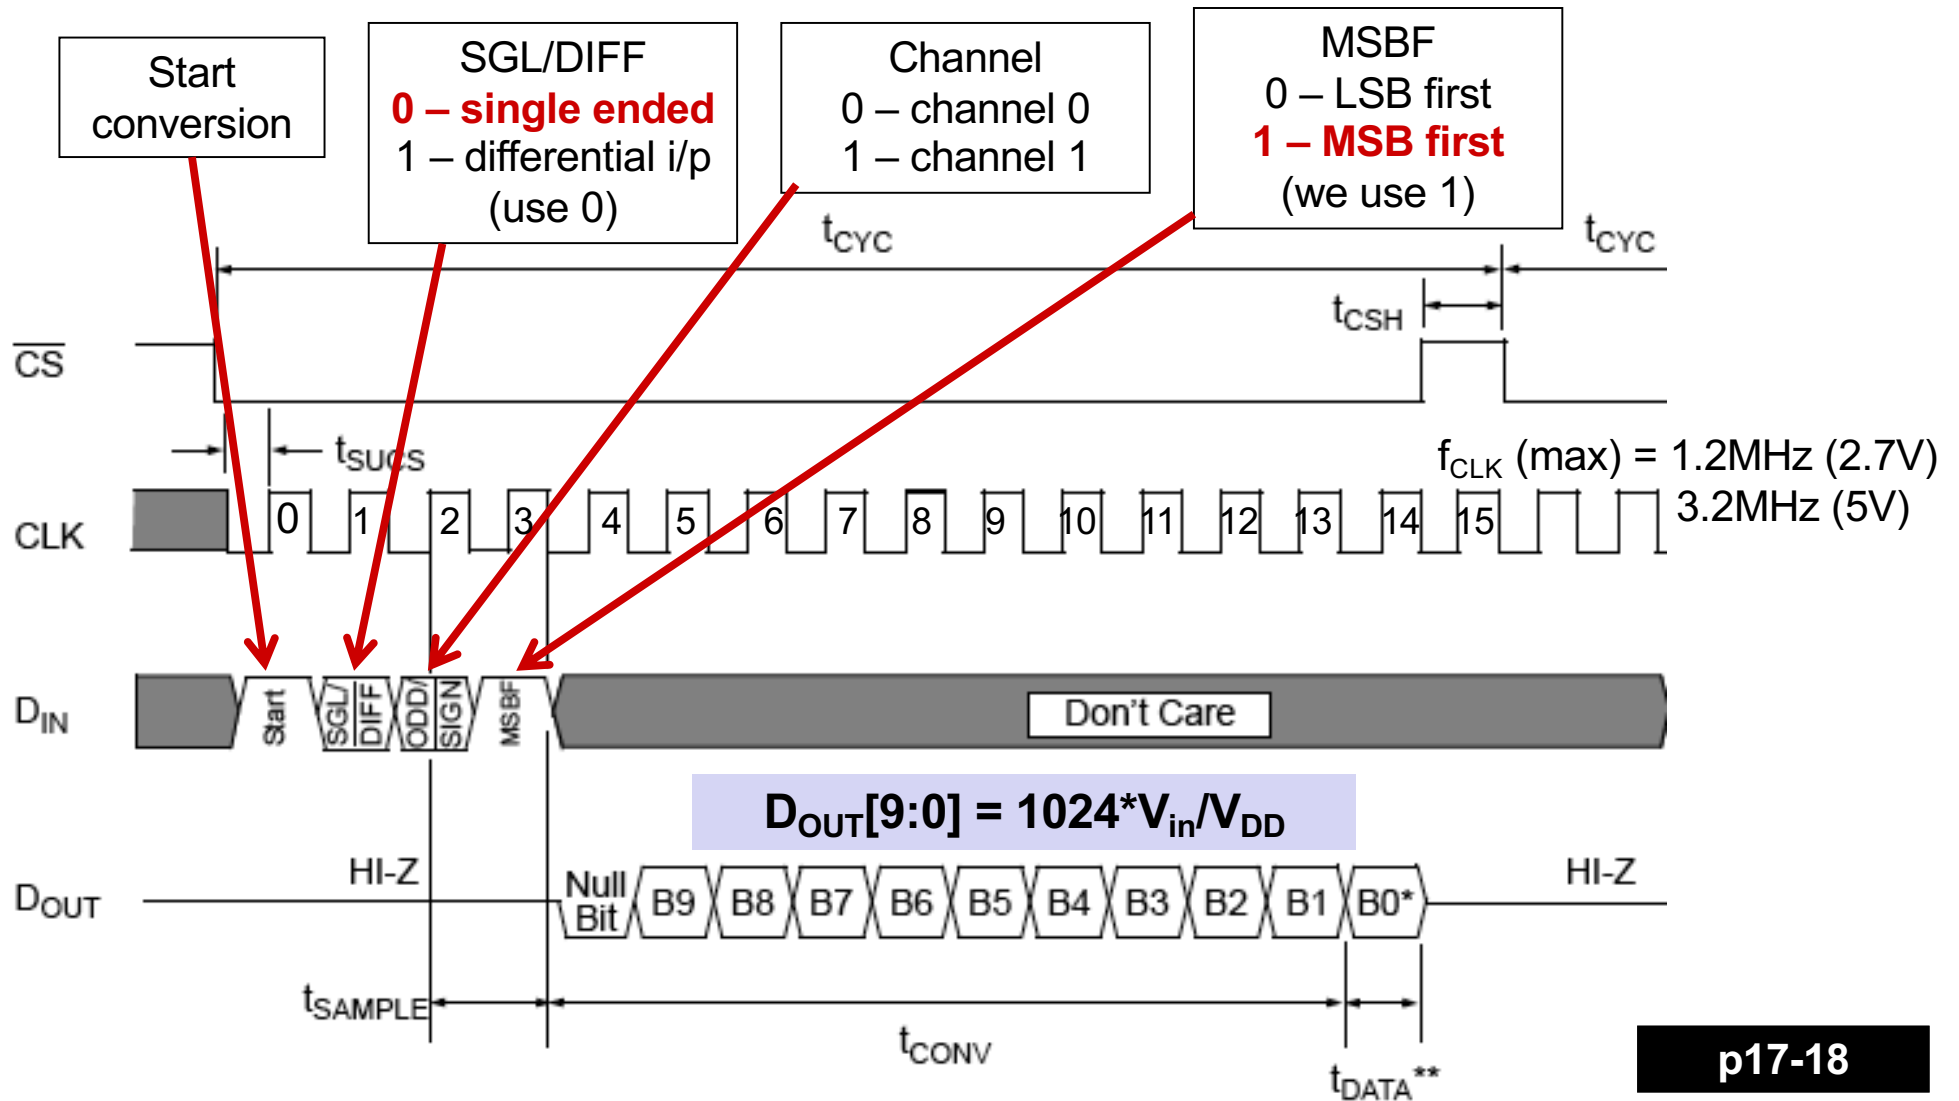 Start
conversion
SGL/DIFF
0 – single ended
1 – differential i/p
(use 0)
Channel
0 – channel 0
1 – channel 1
MSBF
0 – LSB first
1 – MSB first
(we use 1)
tCYC
tCYC
tCSH
CS
tSUCS
fCLK (max) = 1.2MHz (2.7V)
3.2MHz (5V)
CLK
0 1 2 3 4 5 6 7 8 9 10 11 12 13 14 15
DIN
Start
SGL/
DIFF
ODD/
SIGN
MSBF
Don't Care
DOUT[9:0] = 1024*Vin/VDD
DOUT
HI-Z
Null
Bit
B9 B8 B7 B6 B5 B4 B3 B2 B1 B0*
HI-Z
tSAMPLE
tCONV
tDATA**
p17-18